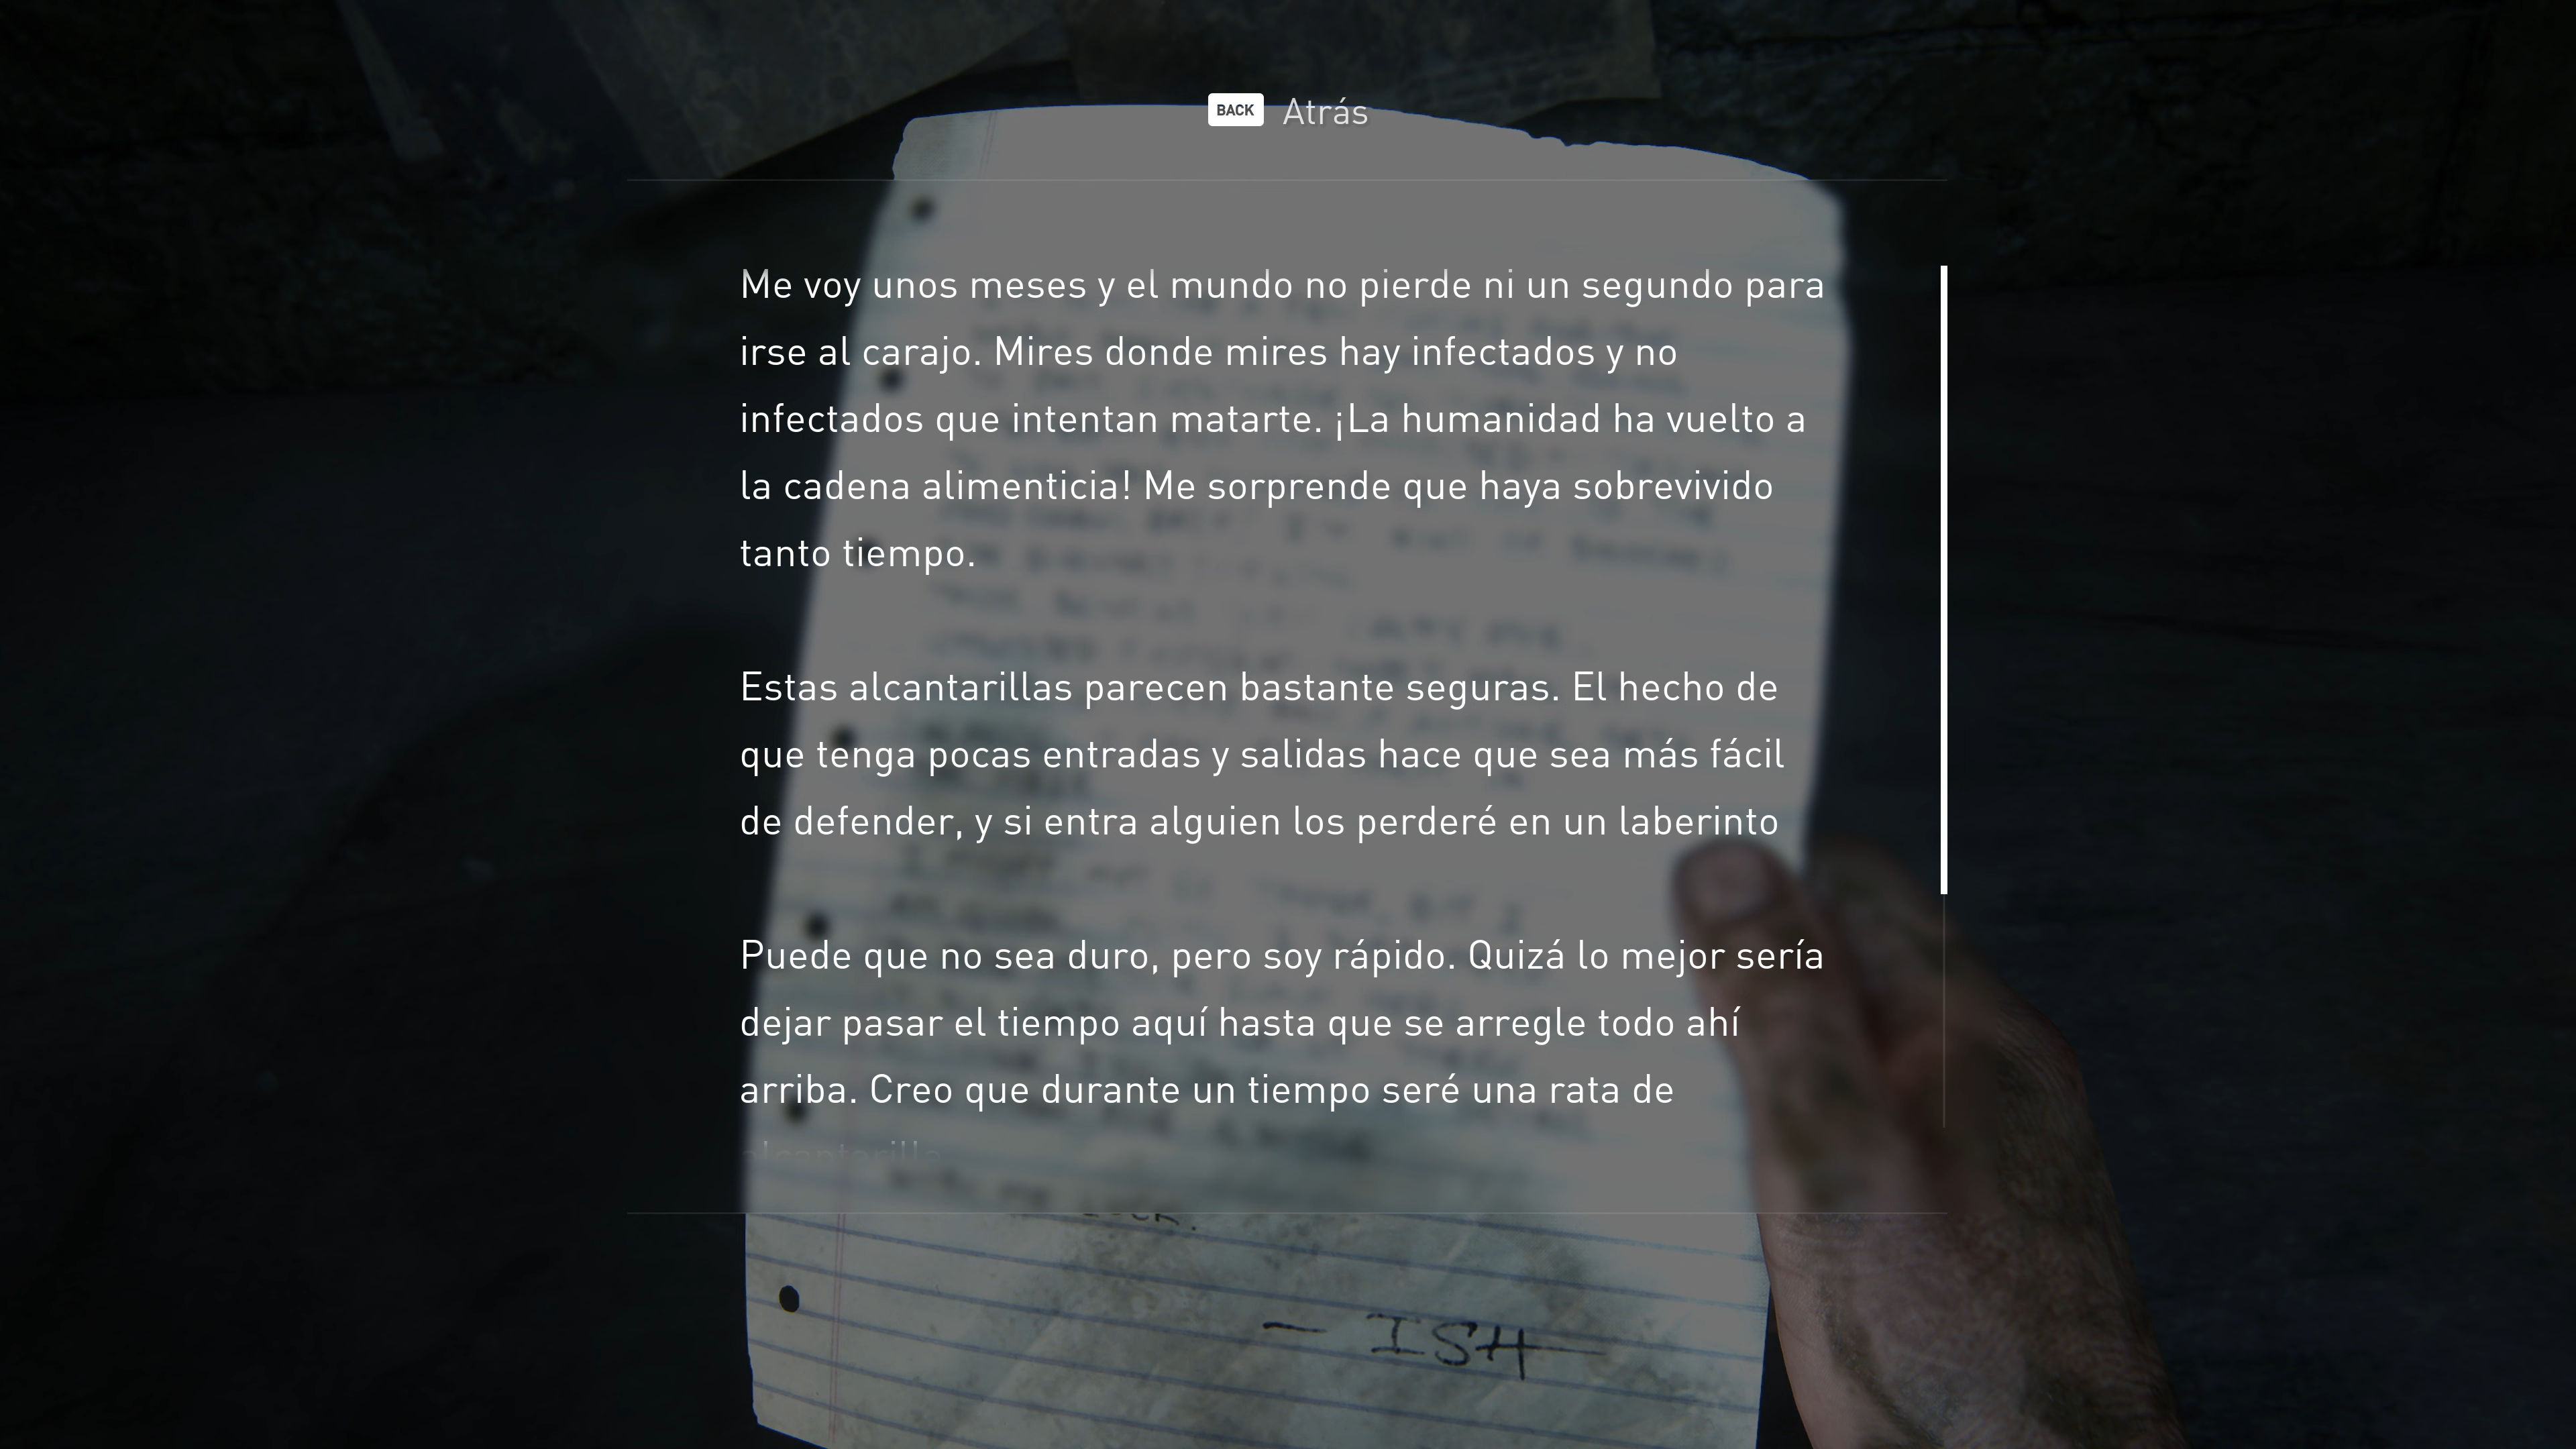 BACK Atrás
Me voy unos meses y el mundo no pierde ni un segundo para
irse al carajo. Mires donde mires hay infectados y no
infectados que intentan matarte. ¡La humanidad ha vuelto a
la cadena alimenticia! Me sorprende que haya sobrevivido
tanto tiempo.
Estas alcantarillas parecen bastante seguras. El hecho de
que tenga pocas entradas y salidas hace que sea más fácil
de defender, y si entra alguien los perderé en un laberinto
Puede que no sea duro, pero soy rápido. Quizá lo mejor sería
dejar pasar el tiempo aquí hasta que se arregle todo ahí
arriba. Creo que durante un tiempo seré una rata de
alcantarilla
LUCK.
- ISH